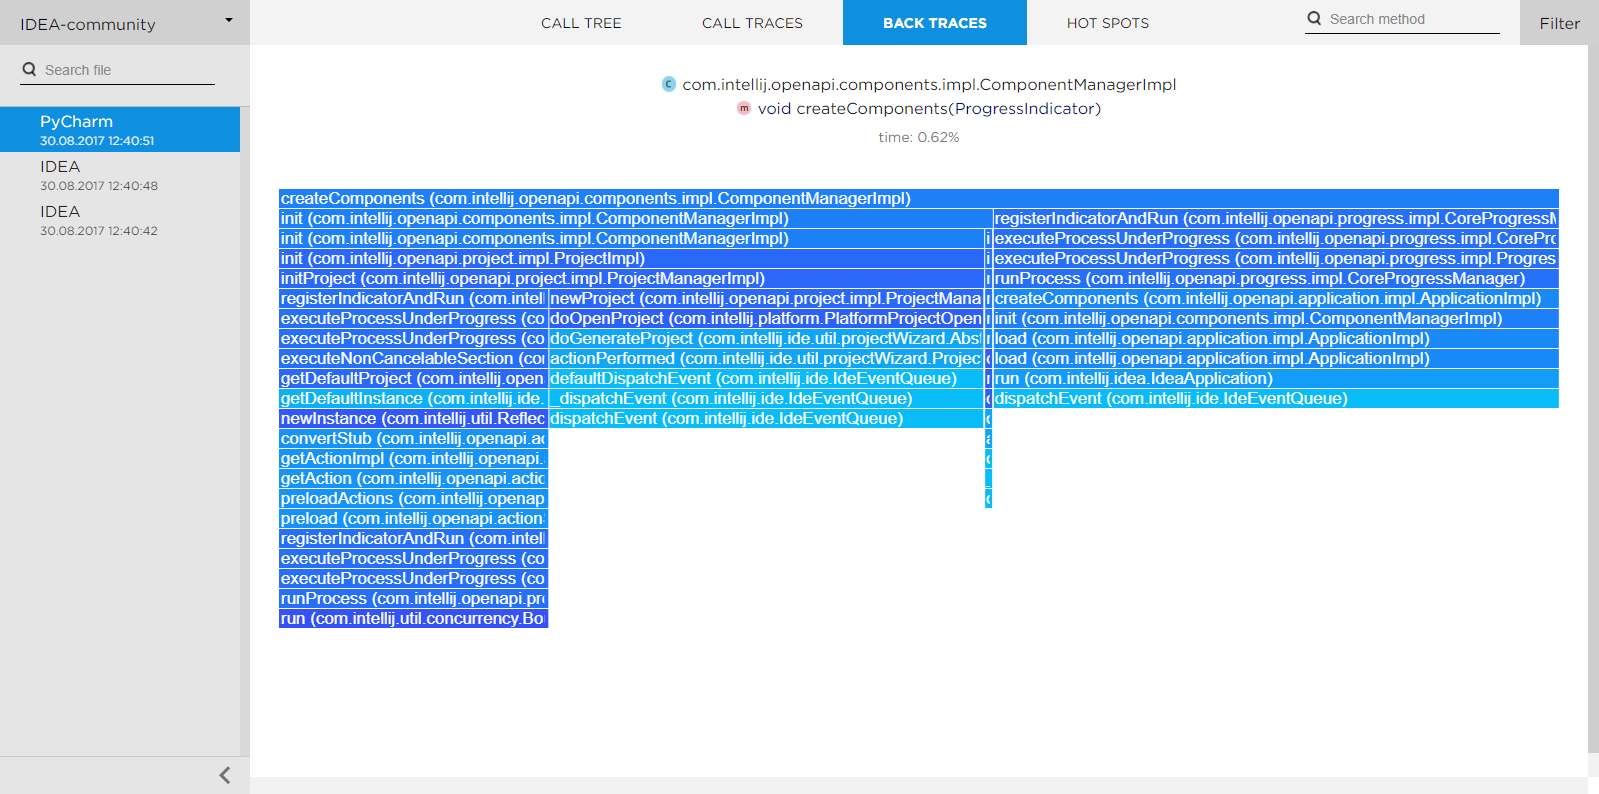 IDEA-community
CALL TREE
CALL TRACES
BACK TRACES
HOT SPOTS
Search method
Filter
Search file
PyCharm
30.08.2017 12:40:51
IDEA
30.08.2017 12:40:48
IDEA
30.08.2017 12:40:42
c com.intellij.openapi.components.impl.ComponentManagerImpl
m void createComponents(ProgressIndicator)
time: 0.62%
createComponents (com.intellij.openapi.components.impl.ComponentManagerImpl)
init (com.intellij.openapi.components.impl.ComponentManagerImpl) registerIndicatorAndRun (com.intellij.openapi.progress.impl.CoreProgressM
init (com.intellij.openapi.components.impl.ComponentManagerImpl) i executeProcessUnderProgress (com.intellij.openapi.progress.impl.CorePro
init (com.intellij.openapi.project.impl.ProjectImpl) i executeProcessUnderProgress (com.intellij.openapi.progress.impl.Progres
initProject (com.intellij.openapi.project.impl.ProjectManagerImpl) i runProcess (com.intellij.openapi.progress.impl.CoreProgressManager)
registerIndicatorAndRun (com.intell newProject (com.intellij.openapi.project.impl.ProjectMana createComponents (com.intellij.openapi.application.impl.ApplicationImpl)
executeProcessUnderProgress (co doOpenProject (com.intellij.platform.PlatformProjectOpen init (com.intellij.openapi.components.impl.ComponentManagerImpl)
executeProcessUnderProgress (co doGenerateProject (com.intellij.ide.util.projectWizard.Abs load (com.intellij.openapi.application.impl.ApplicationImpl)
executeNonCancelableSection (co actionPerformed (com.intellij.ide.util.projectWizard.Projec load (com.intellij.openapi.application.impl.ApplicationImpl)
getDefaultProject (com.intellij.open defaultDispatchEvent (com.intellij.ide.IdeEventQueue) run (com.intellij.idea.IdeaApplication)
getDefaultInstance (com.intellij.ide. _dispatchEvent (com.intellij.ide.IdeEventQueue) dispatchEvent (com.intellij.ide.IdeEventQueue)
newInstance (com.intellij.util.Reflec dispatchEvent (com.intellij.ide.IdeEventQueue)
convertStub (com.intellij.openapi.ac
getActionImpl (com.intellij.openapi.
getAction (com.intellij.openapi.actic
preloadActions (com.intellij.openap
preload (com.intellij.openapi.action
registerIndicatorAndRun (com.intell
executeProcessUnderProgress (co
executeProcessUnderProgress (co
runProcess (com.intellij.openapi.pr
run (com.intellij.util.concurrency.Bo